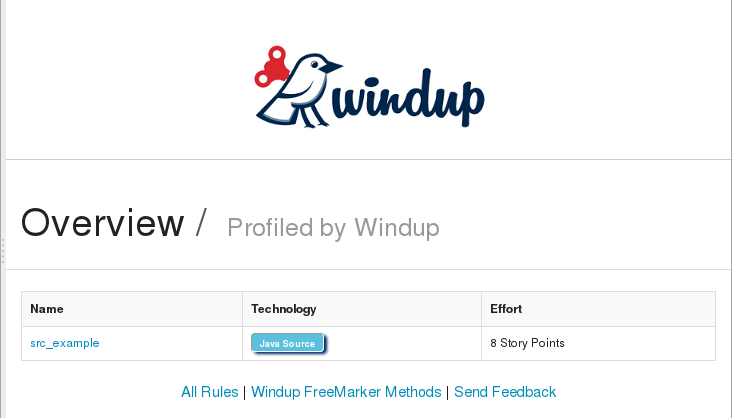 windup
Overview / Profiled by Windup
Name Technology Effort
src_example Java Source 8 Story Points
All Rules | Windup FreeMarker Methods | Send Feedback